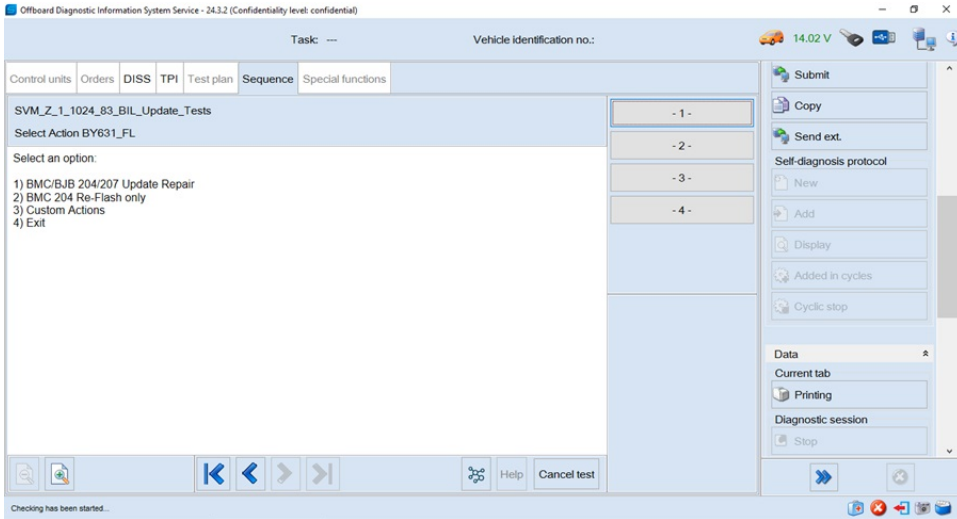 Offboard Diagnostic Information System Service - 24.3.2 (Confidentiality level: confidential)
Task: ---
Vehicle identification no.:
14.02 V
Control units
Orders
DISS
TPI
Test plan
Sequence
Special functions
SVM_Z_1_1024_83_BIL_Update_Tests
Select Action BY631_FL
Select an option:
1) BMC/BJB 204/207 Update Repair
2) BMC 204 Re-Flash only
3) Custom Actions
4) Exit
- 1 -
- 2 -
- 3 -
- 4 -
Submit
Copy
Send ext.
Self-diagnosis protocol
New
Add
Display
Added in cycles
Cyclic stop
Data
Current tab
Printing
Diagnostic session
Stop
Help
Cancel test
Checking has been started...